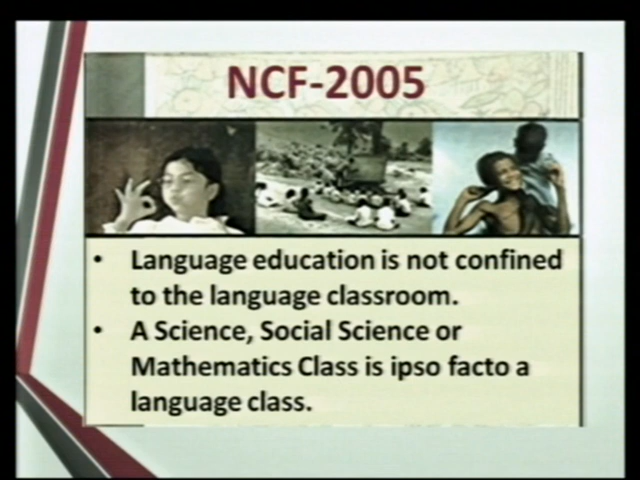 NCF-2005
• Language education is not confined
to the language classroom.
• A Science, Social Science or
Mathematics Class is ipso facto a
language class.